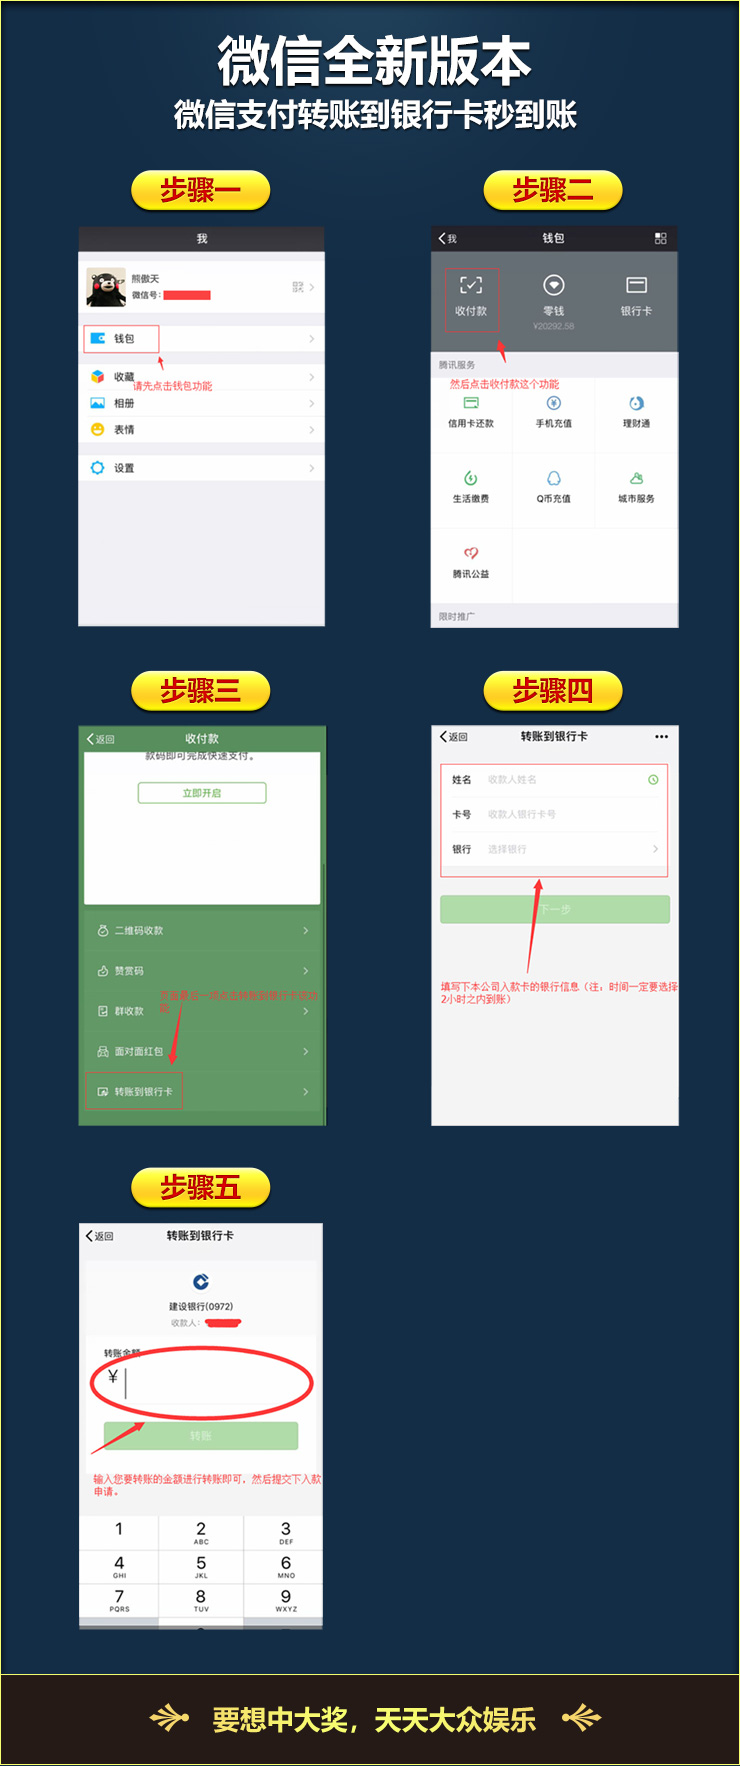 微信全新版本
微信支付转账到银行卡秒到账
步骤一
我
熊傲天
微信号:
钱包
收藏
请先点击钱包功能
相册
表情
设置
步骤二
我
钱包
收付款
零钱
¥20292.58
银行卡
腾讯服务
然后点击收付款这个功能
信用卡还款
手机充值
理财通
生活缴费
Q币充值
城市服务
腾讯公益
限时推广
步骤三
返回
收付款
款码即可完成快速支付。
立即开启
二维码收款
赞赏码
群收款
面对面红包
转账到银行卡
步骤四
返回
转账到银行卡
姓名 收款人姓名
卡号 收款人银行卡号
银行 选择银行
下一步
填写下本公司入款卡的银行信息（注：时间一定要选择
2小时之内到账）
步骤五
返回
转账到银行卡
建设银行(0972)
收款人:
转账金额
¥
转账
输入您要转账的金额进行转账即可，然后提交下入款
申请。
1
2 ABC
3 DEF
4 GHI
5 JKL
6 MNO
7 PQRS
8 TUV
9 WXYZ
要想中大奖，天天大众娱乐